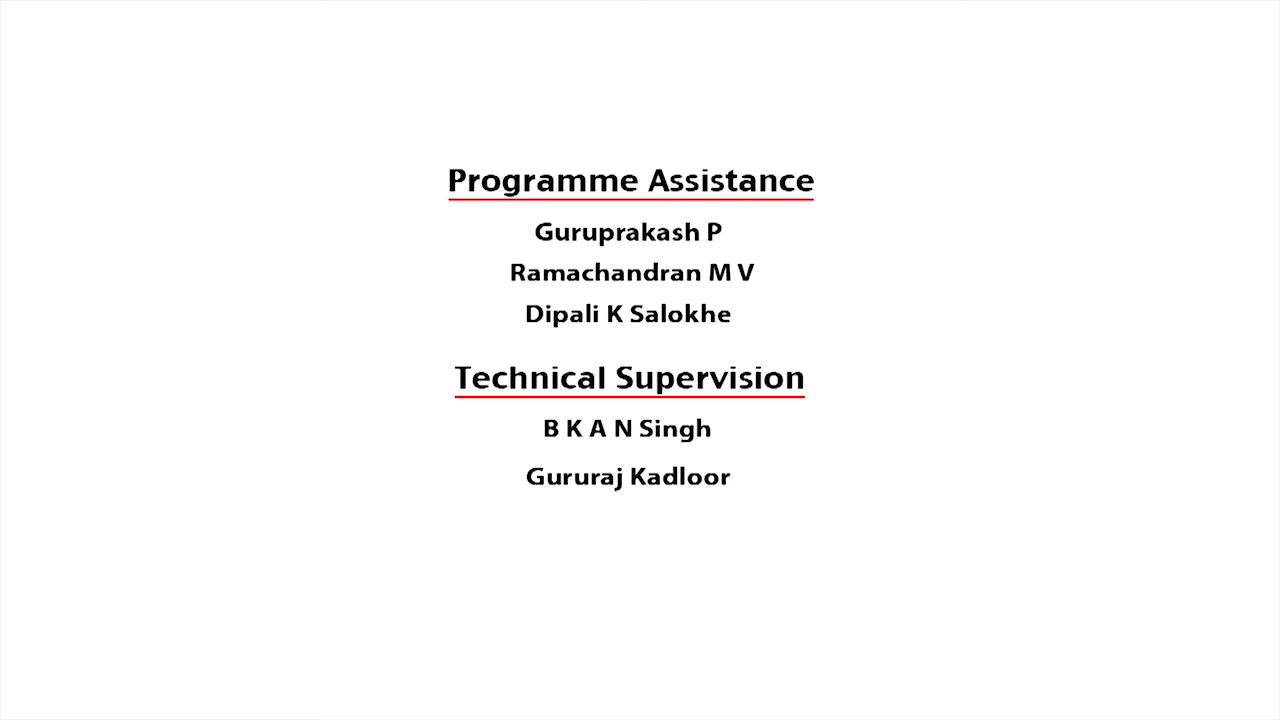 Programme Assistance
Guruprakash P
Ramachandran M V
Dipali K Salokhe
Technical Supervision
B K A N Singh
Gururaj Kadloor